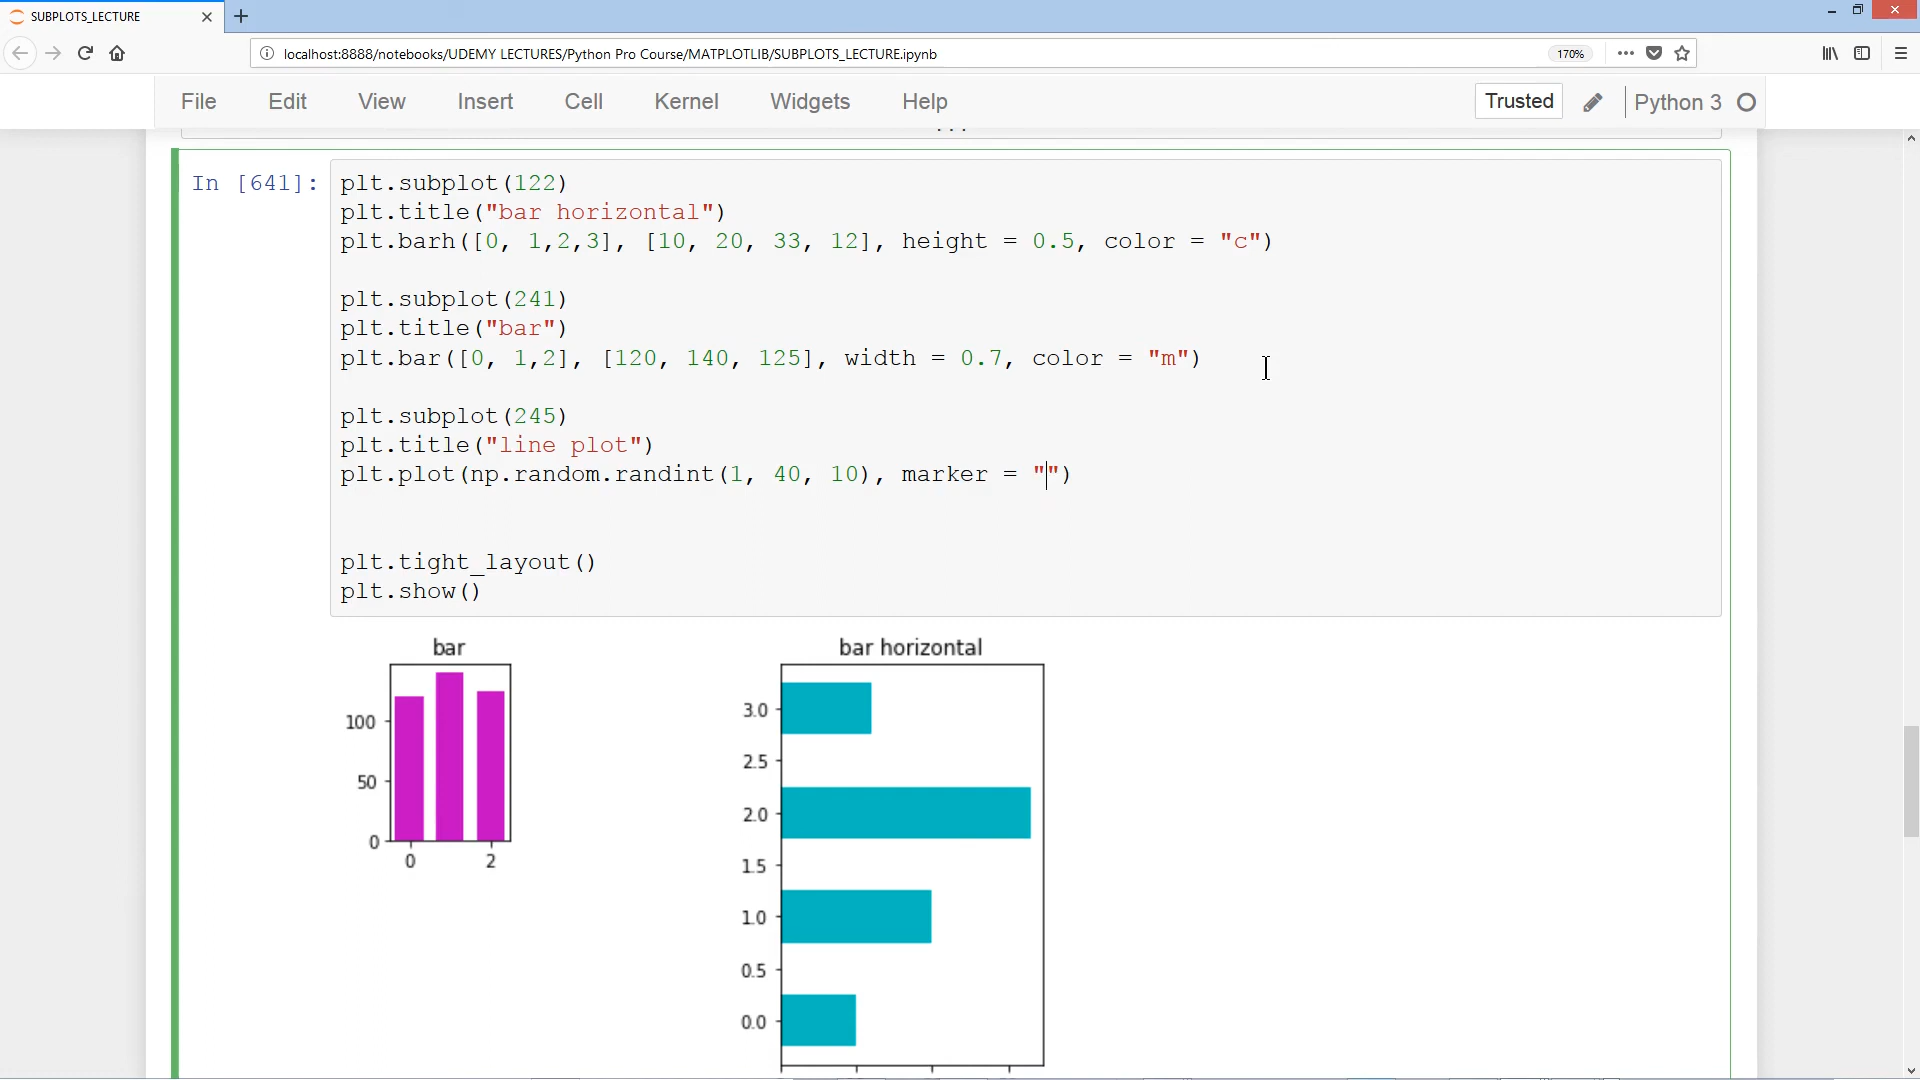 SUBPLOTS_LECTURE
localhost:8888/notebooks/UDEMY LECTURES/Python Pro Course/MATPLOTLIB/SUBPLOTS_LECTURE.ipynb
170%
File Edit View Insert Cell Kernel Widgets Help
Trusted
Python 3
In [641]:
plt.subplot(122)
plt.title("bar horizontal")
plt.barh([0, 1,2,3], [10, 20, 33, 12], height = 0.5, color = "c")
plt.subplot(241)
plt.title("bar")
plt.bar([0, 1,2], [120, 140, 125], width = 0.7, color = "m")
plt.subplot(245)
plt.title("line plot")
plt.plot(np.random.randint(1, 40, 10), marker = "")
plt.tight_layout()
plt.show()
bar
100
50
0
0 2
bar horizontal
3.0
2.5
2.0
1.5
1.0
0.5
0.0